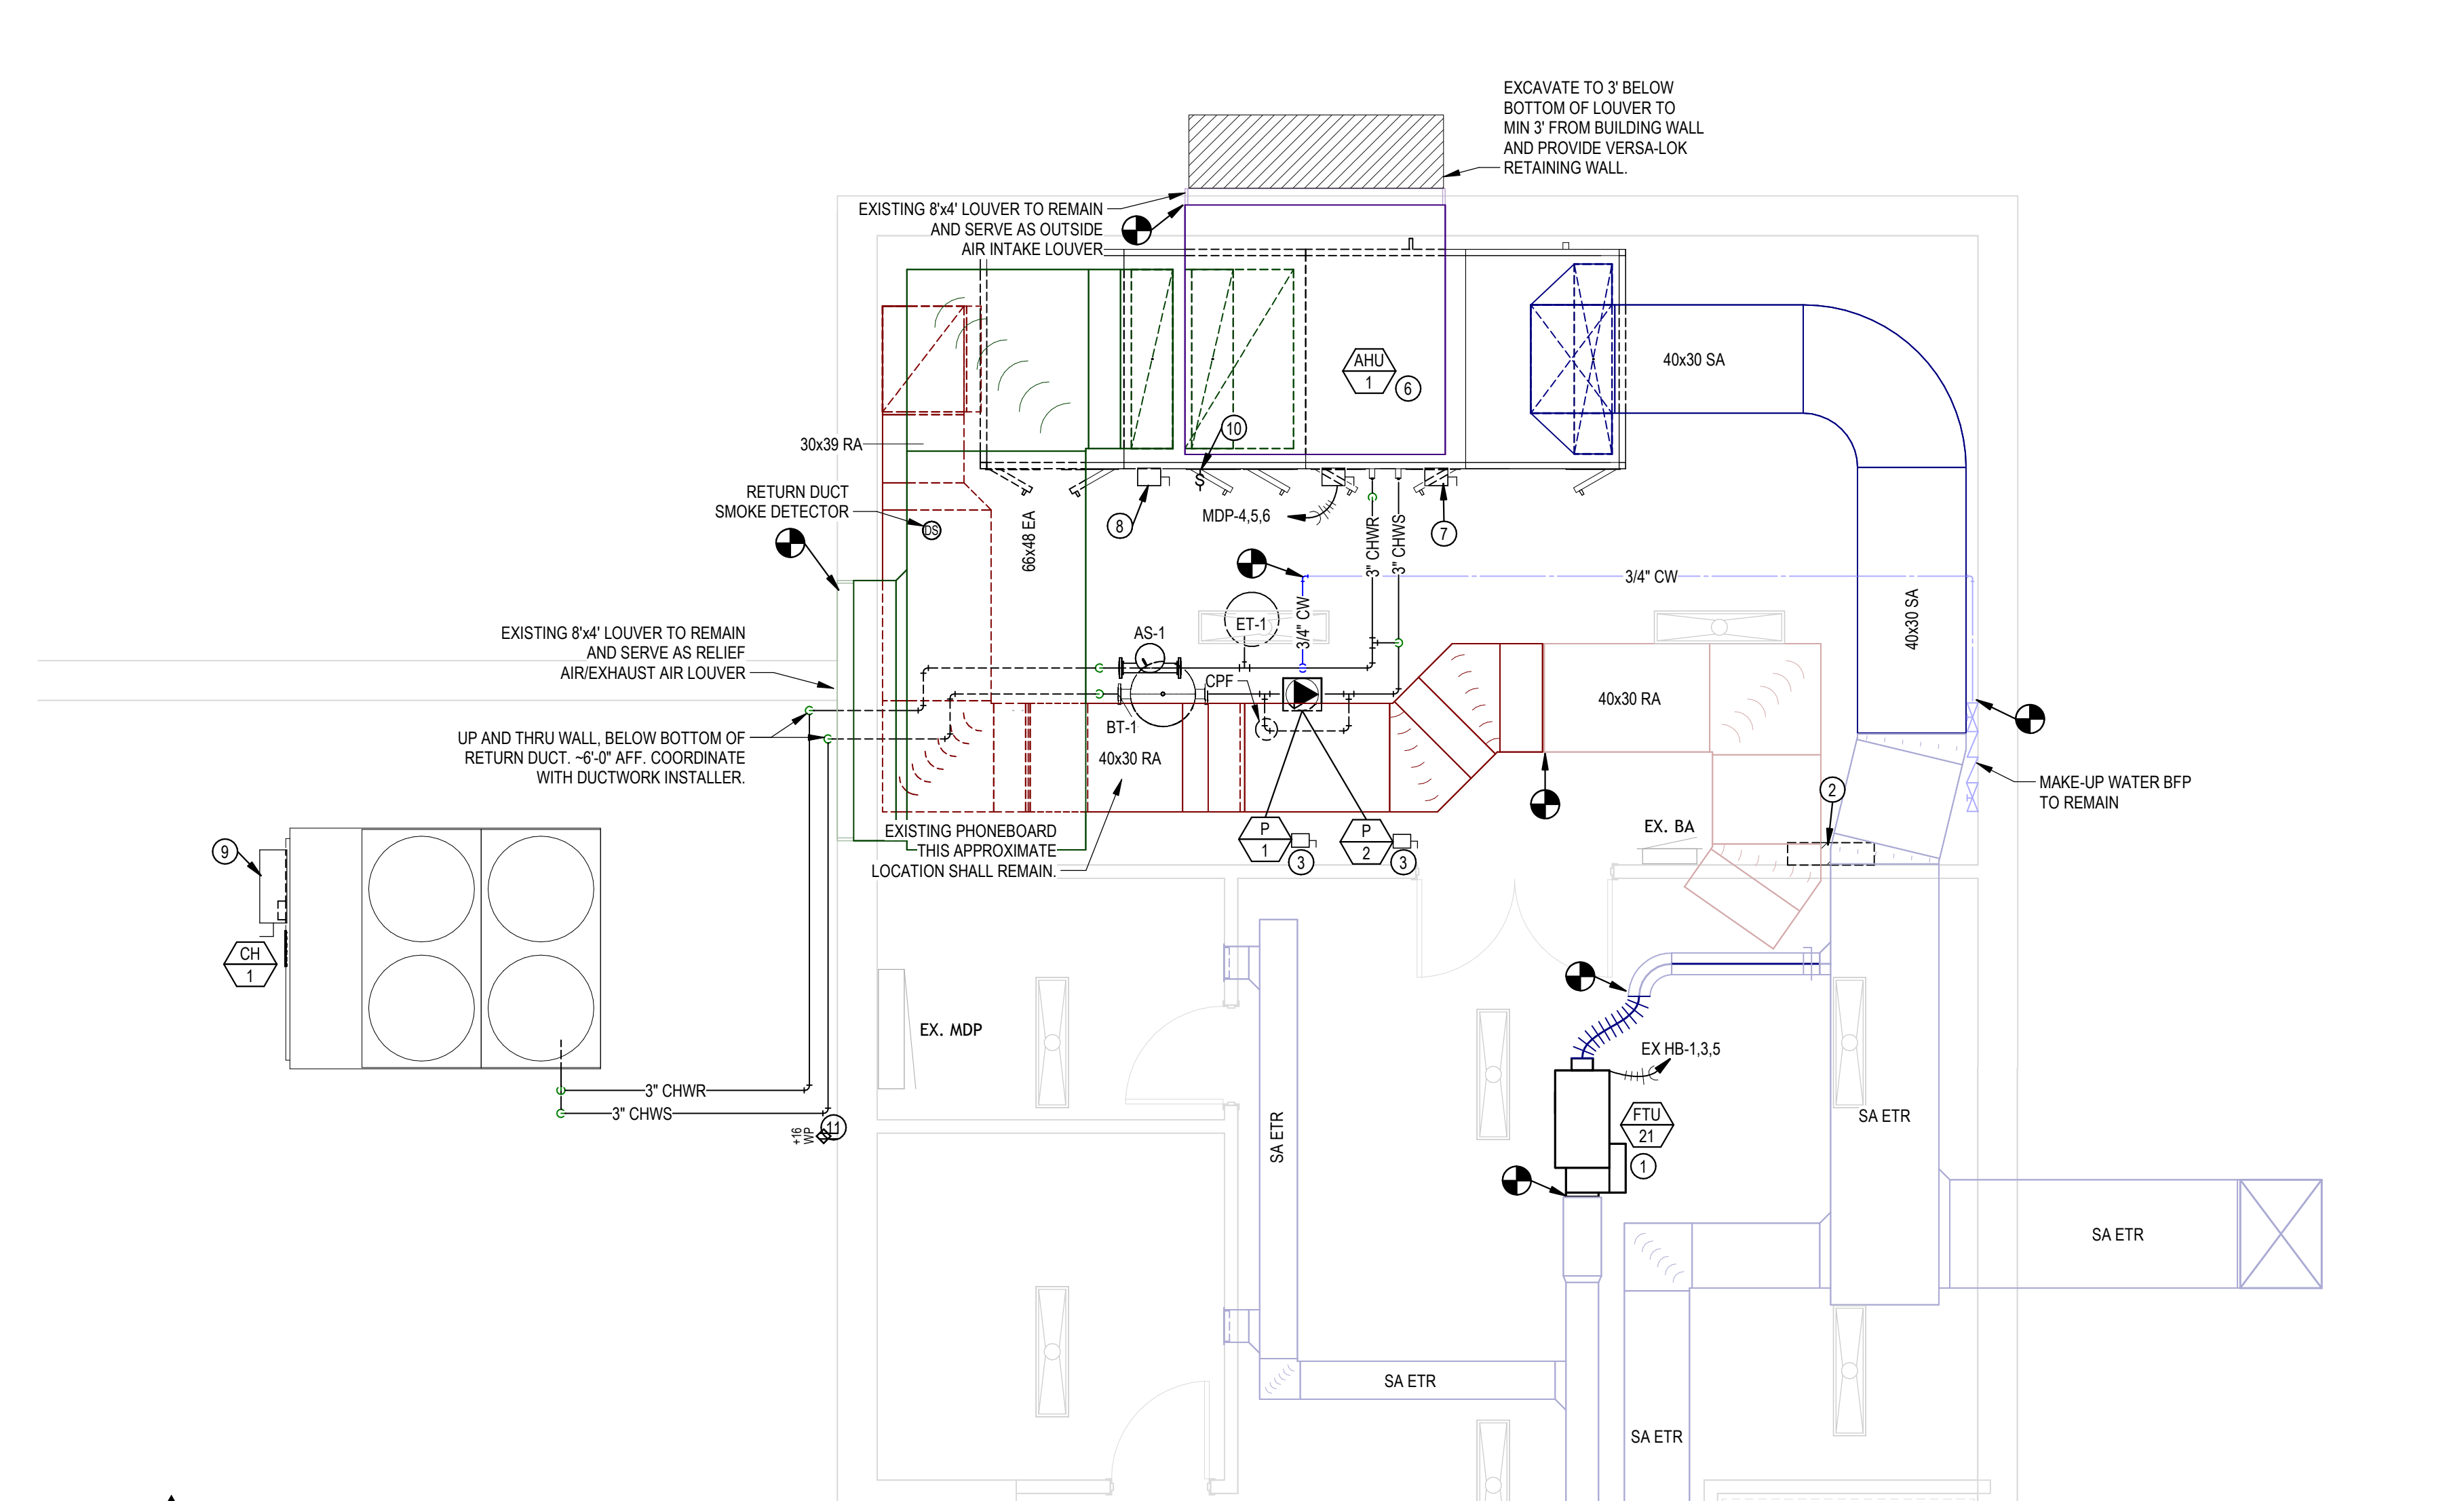 EXCAVATE TO 3' BELOW
BOTTOM OF LOUVER TO
MIN 3' FROM BUILDING WALL
AND PROVIDE VERSA-LOK
RETAINING WALL.
EXISTING 8'x4' LOUVER TO REMAIN
AND SERVE AS OUTSIDE
AIR INTAKE LOUVER
AHU
1
6
40x30 SA
10
30x39 RA
RETURN DUCT
SMOKE DETECTOR
DS
66x48 EA
8
S
MDP-4,5,6
3" CHWR
3" CHWS
7
3/4" CW
3/4" CW
40x30 SA
EXISTING 8'x4' LOUVER TO REMAIN
AND SERVE AS RELIEF
AIR/EXHAUST AIR LOUVER
AS-1
ET-1
CPF
BT-1
40x30 RA
40x30 RA
UP AND THRU WALL, BELOW BOTTOM OF
RETURN DUCT. ~6'-0" AFF. COORDINATE
WITH DUCTWORK INSTALLER.
MAKE-UP WATER BFP
TO REMAIN
2
EXISTING PHONEBOARD
THIS APPROXIMATE
LOCATION SHALL REMAIN.
P
1
3
P
2
3
EX. BA
9
CH
1
EX. MDP
3" CHWR
3" CHWS
+16
WP
11
EX HB-1,3,5
FTU
21
1
SA ETR
SA ETR
SA ETR
SA ETR
SA ETR